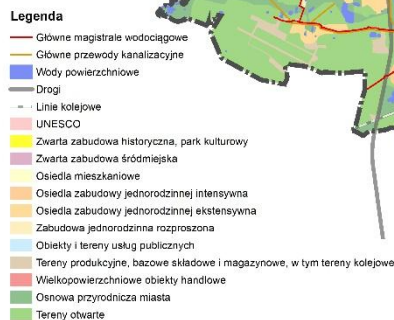 Legenda
Główne magistrale wodociągowe
Główne przewody kanalizacyjne
Wody powierzchniowe
Drogi
Linie kolejowe
UNESCO
Zwarta zabudowa historyczna, park kulturowy
Zwarta zabudowa śródmiejska
Osiedla mieszkaniowe
Osiedla zabudowy jednorodzinnej intensywna
Osiedla zabudowy jednorodzinnej ekstensywna
Zabudowa jednorodzinna rozproszona
Obiekty i tereny usług publicznych
Tereny produkcyjne, bazowe składowe i magazynowe, w tym tereny kolejowe
Wielkopowierzchniowe obiekty handlowe
Osnowa przyrodnicza miasta
Tereny otwarte